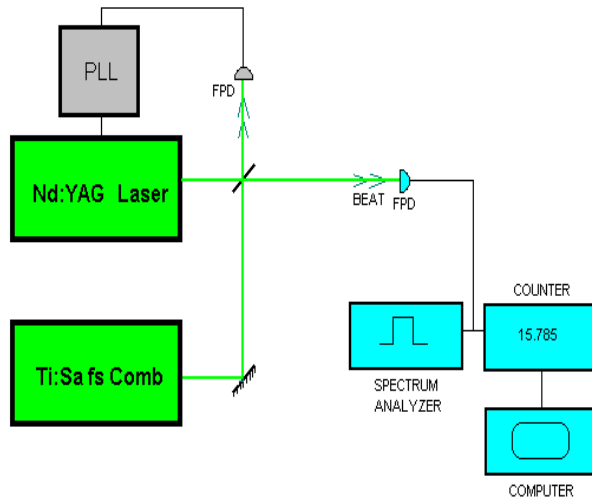 PLL
FPD
Nd:YAG Laser
BEAT
FPD
COUNTER
15.785
Ti:Sa fs Comb
SPECTRUM
ANALYZER
COMPUTER